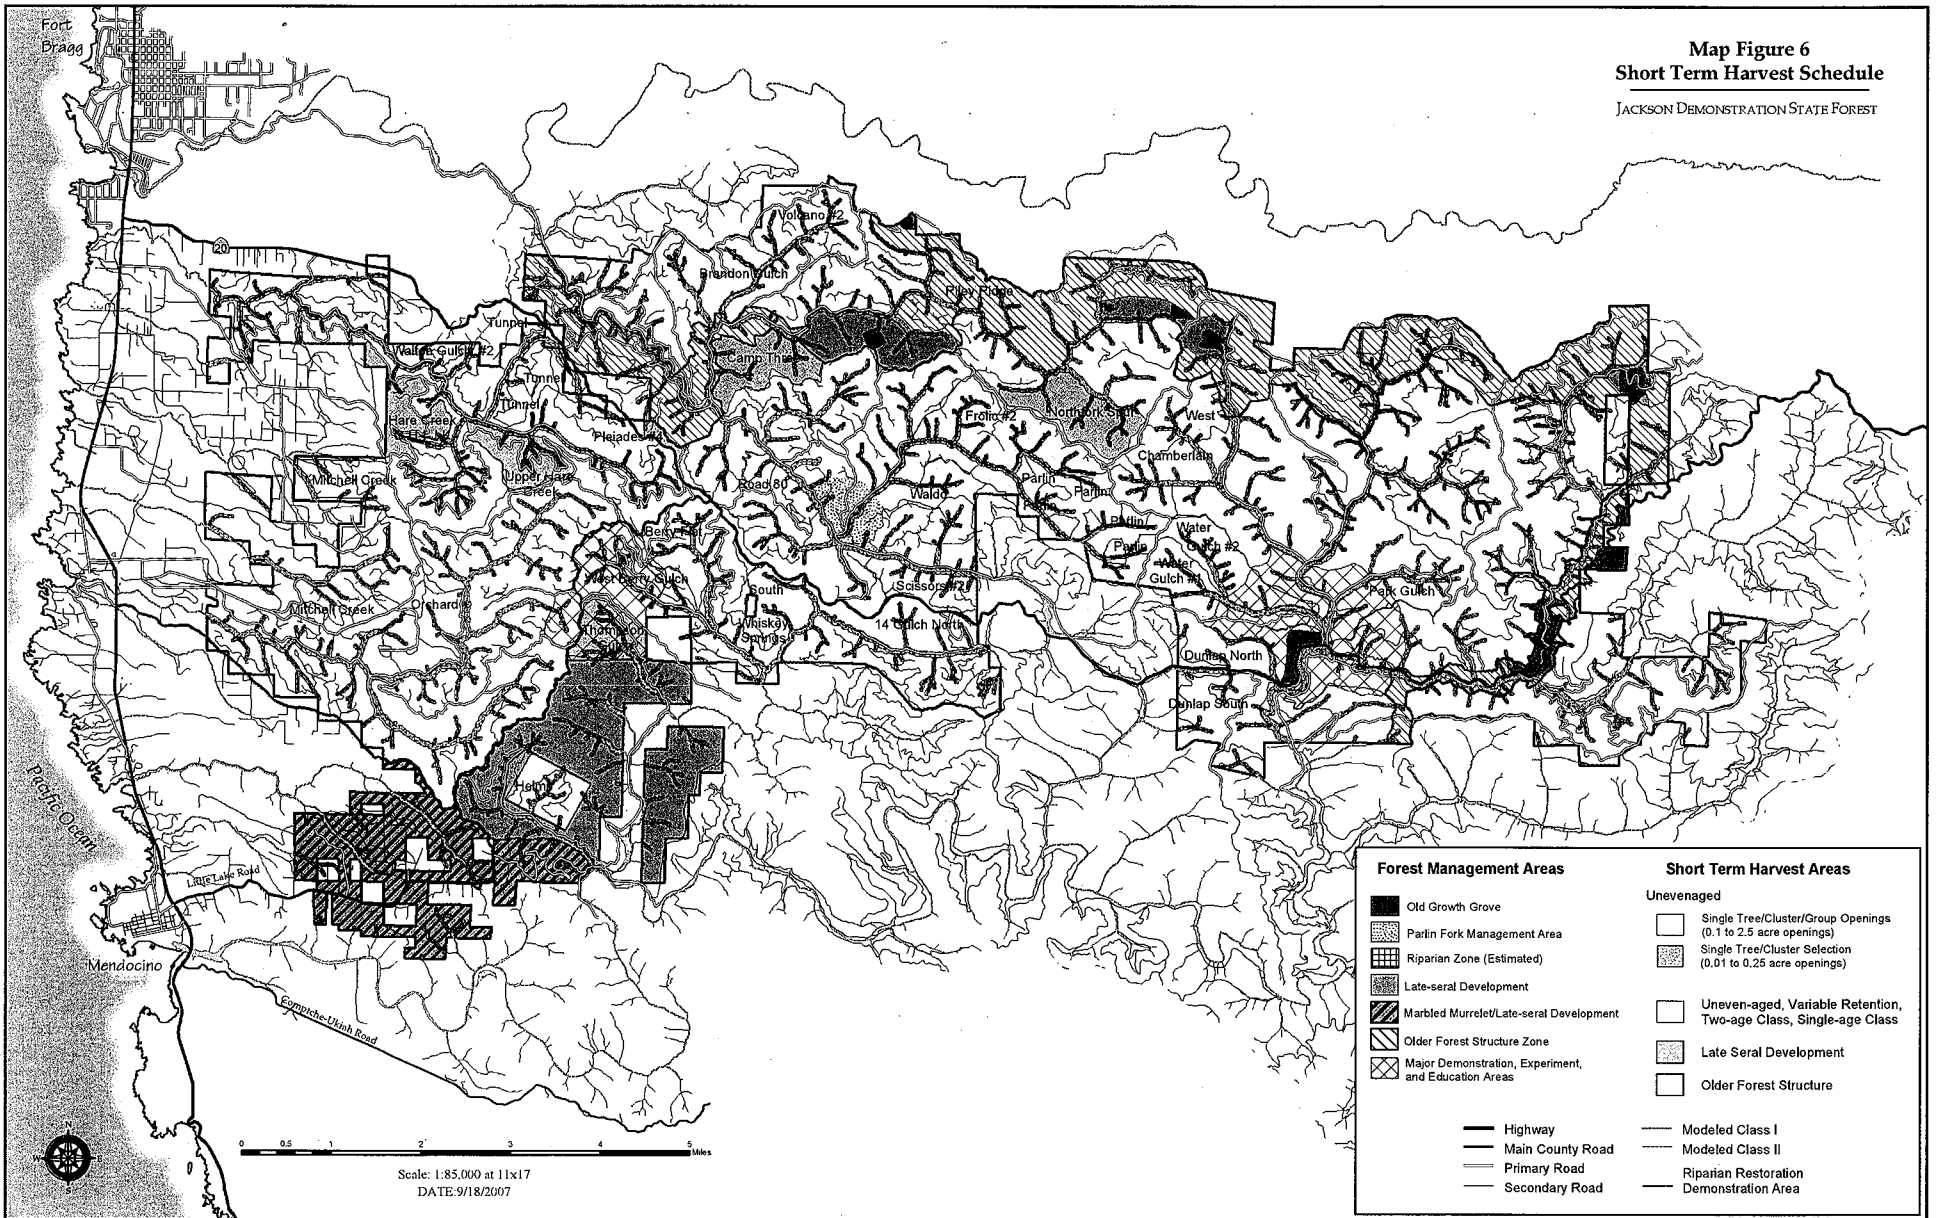 Fort
Bragg
Map Figure 6
Short Term Harvest Schedule
JACKSON DEMONSTRATION STATE FOREST
20
Volcano #2
Brandon Gulch
Riley Ridge
Tunnel
Camp Three
Tunnel
Tunnel
Hare Creek
Frolic #2
West
Chamberlain
Mitchell Creek
Upper Hare
Creek
Road 80
Waldo
Parlin
Parlin
Parlin
Parlin
Parlin
Water
Gulch #2
Water
Gulch #1
West Berry Gulch
South
Whiskey
Springs
Scissors #2
14 Gulch North
Park Gulch
Mitchell Creek
Orchard
Dunlap North
Dunlap South
Pacific Ocean
Little Lake Road
Mendocino
Comptche-Ukiah Road
N
W
E
S
0
0.5
1
2
3
4
5
Miles
Scale: 1:85,000 at 11x17
DATE:9/18/2007
Forest Management Areas
Old Growth Grove
Parlin Fork Management Area
Riparian Zone (Estimated)
Late-seral Development
Marbled Murrelet/Late-seral Development
Older Forest Structure Zone
Major Demonstration, Experiment,
and Education Areas
Short Term Harvest Areas
Unevenaged
Single Tree/Cluster/Group Openings
(0.1 to 2.5 acre openings)
Single Tree/Cluster Selection
(0.01 to 0.25 acre openings)
Uneven-aged, Variable Retention,
Two-age Class, Single-age Class
Late Seral Development
Older Forest Structure
Highway
Main County Road
Primary Road
Secondary Road
Modeled Class I
Modeled Class II
Riparian Restoration
Demonstration Area